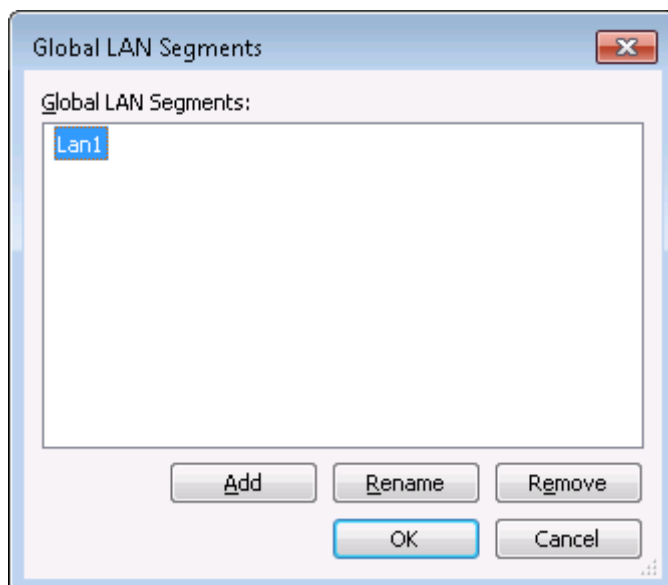 Global LAN Segments
Global LAN Segments:
Lan1
Add Rename Remove
OK Cancel